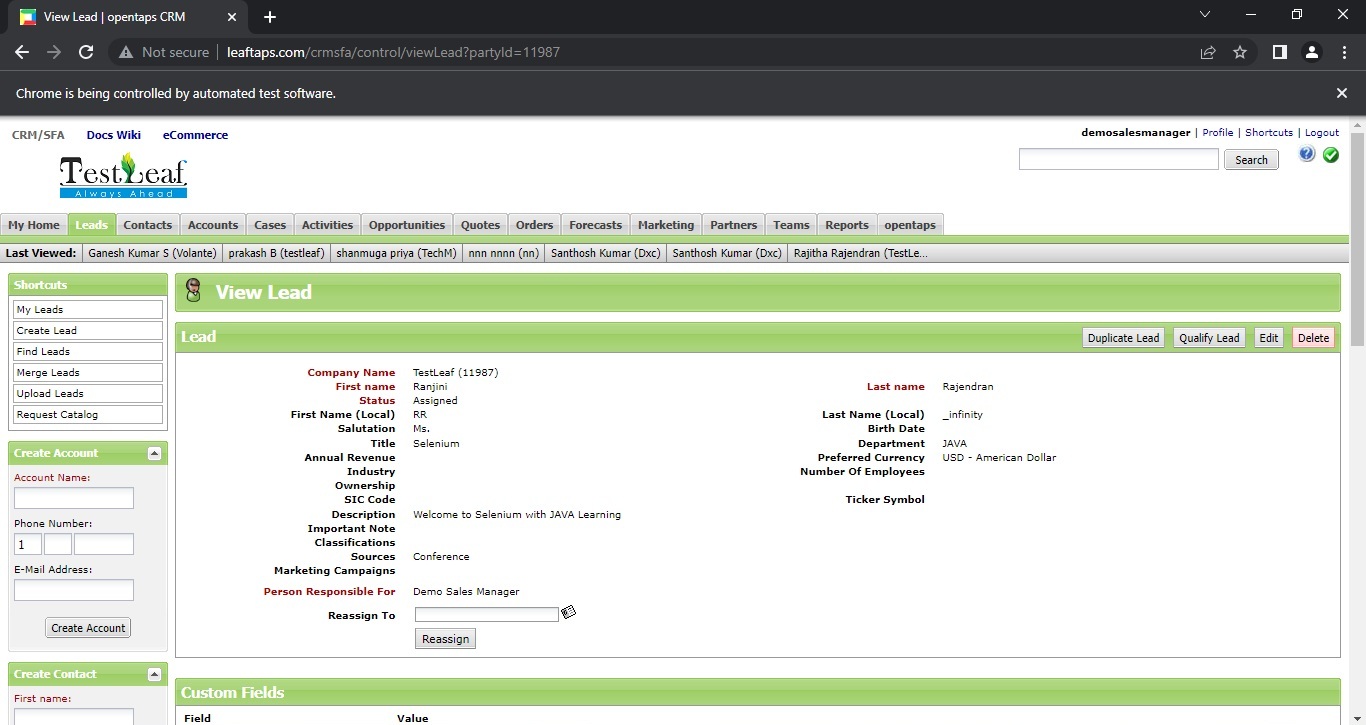 View Lead | opentaps CRM
Not secure | leaftaps.com/crmsfa/control/viewLead?partyId=11987
Chrome is being controlled by automated test software.
CRM/SFA Docs Wiki eCommerce
demosalesmanager | Profile | Shortcuts | Logout
TestLeaf
Always Ahead
Search
My Home Leads Contacts Accounts Cases Activities Opportunities Quotes Orders Forecasts Marketing Partners Teams Reports opentaps
Last Viewed: Ganesh Kumar S (Volante) prakash B (testleaf) shanmuga priya (TechM) nnn nnnn (nn) Santhosh Kumar (Dxc) Santhosh Kumar (Dxc) Rajitha Rajendran (TestLe...
Shortcuts
My Leads
Create Lead
Find Leads
Merge Leads
Upload Leads
Request Catalog
Create Account
Account Name:
Phone Number:
1
E-Mail Address:
Create Account
Create Contact
First name:
View Lead
Lead Duplicate Lead Qualify Lead Edit Delete
Company Name TestLeaf (11987)
First name Ranjini Last name Rajendran
Status Assigned
First Name (Local) RR Last Name (Local) _infinity
Salutation Ms. Birth Date
Title Selenium Department JAVA
Annual Revenue Preferred Currency USD - American Dollar
Industry Number Of Employees
Ownership
SIC Code Ticker Symbol
Description Welcome to Selenium with JAVA Learning
Important Note
Classifications
Sources Conference
Marketing Campaigns
Person Responsible For Demo Sales Manager
Reassign To
Reassign
Custom Fields
Field Value